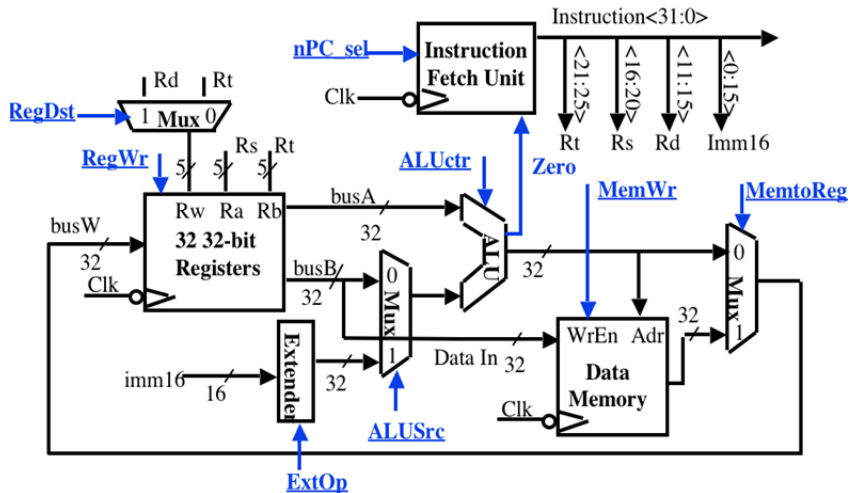 Instruction<31:0>
nPC_sel
Instruction
Fetch Unit
Clk
<21:25>
<16:20>
<11:15>
<0:15>
Rt
Rs
Rd
Imm16
Rd
Rt
RegDst
1 Mux 0
RegWr
5
5
Rs
5
Rt
ALUctr
Zero
MemWr
MemtoReg
busW
32
Rw Ra Rb
32 32-bit
Registers
Clk
busA
32
busB
32
0
Mux
1
ALU
32
0
Mux
1
32
WrEn Adr
Data
Memory
Clk
Data In
32
imm16
16
Extender
32
ALUSrc
ExtOp